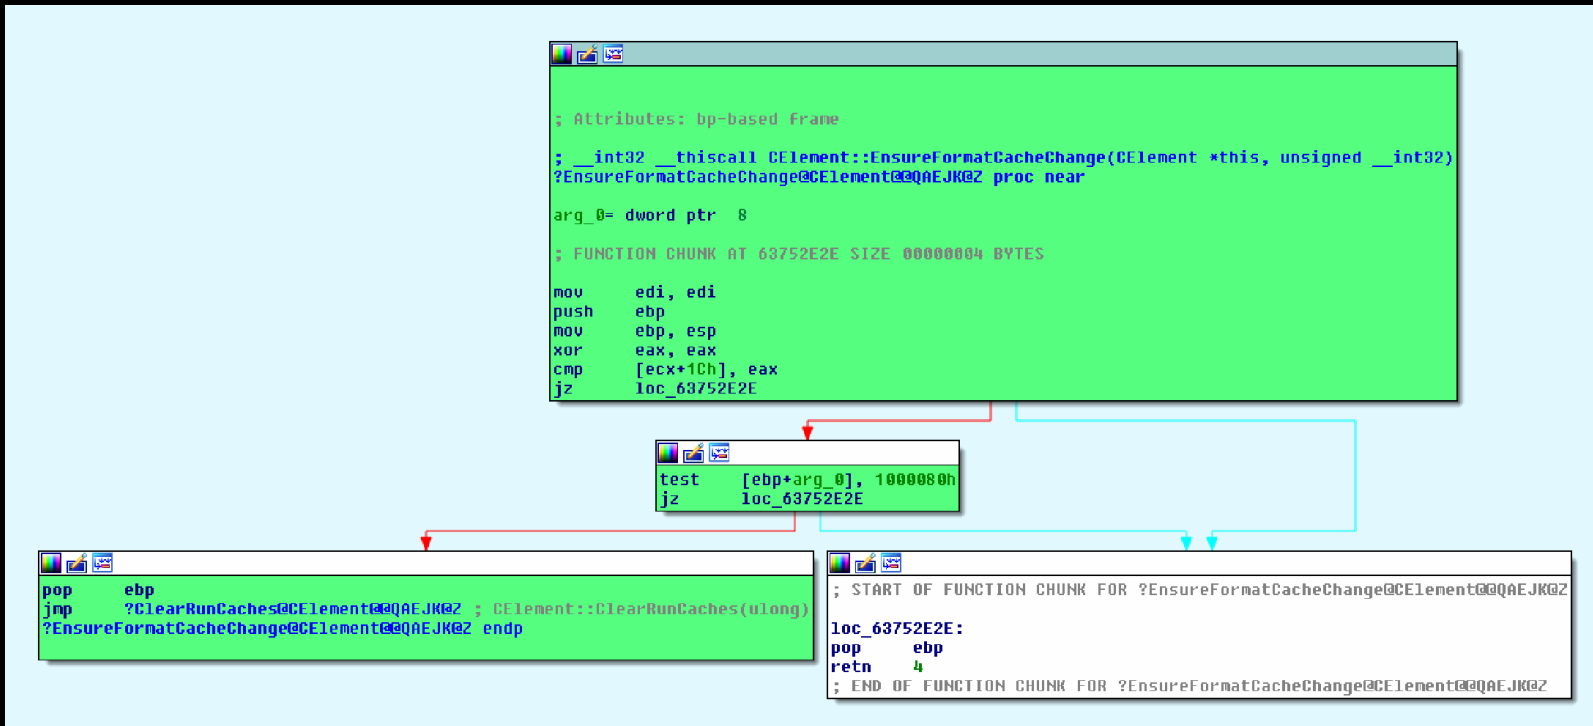 ; Attributes: bp-based frame
; __int32 __thiscall CElement::EnsureFormatCacheChange(CElement *this, unsigned __int32)
?EnsureFormatCacheChange@CElement@@QAEJK@Z proc near
arg_0= dword ptr  8
; FUNCTION CHUNK AT 63752E2E SIZE 00000004 BYTES
mov     edi, edi
push    ebp
mov     ebp, esp
xor     eax, eax
cmp     [ecx+1Ch], eax
jz      loc_63752E2E
test    [ebp+arg_0], 1000080h
jz      loc_63752E2E
pop     ebp
jmp     ?ClearRunCaches@CElement@@QAEJK@Z ; CElement::ClearRunCaches(ulong)
?EnsureFormatCacheChange@CElement@@QAEJK@Z endp
; START OF FUNCTION CHUNK FOR ?EnsureFormatCacheChange@CElement@@QAEJK@Z
loc_63752E2E:
pop     ebp
retn    4
; END OF FUNCTION CHUNK FOR ?EnsureFormatCacheChange@CElement@@QAEJK@Z